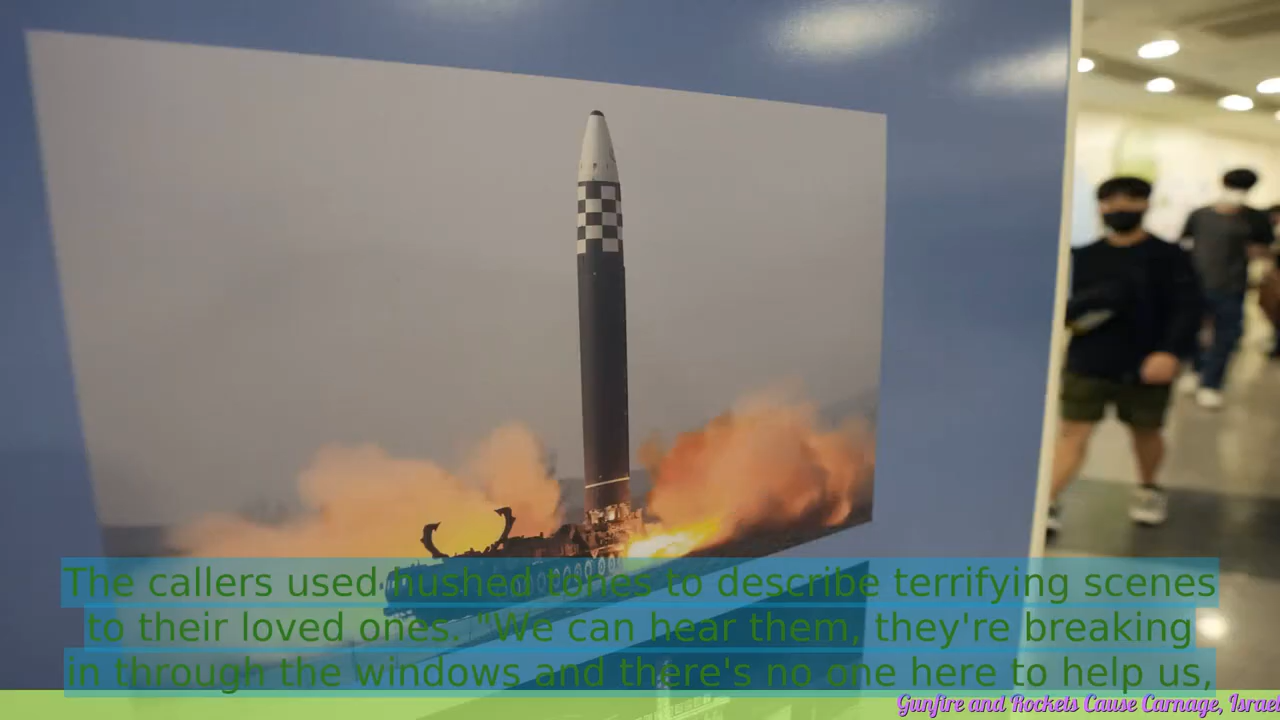 The callers used hushed tones to describe terrifying scenes
to their loved ones. "We can hear them, they're breaking
in through the windows and there's no one here to help us,
Gunfire and Rockets Cause Carnage, Israe